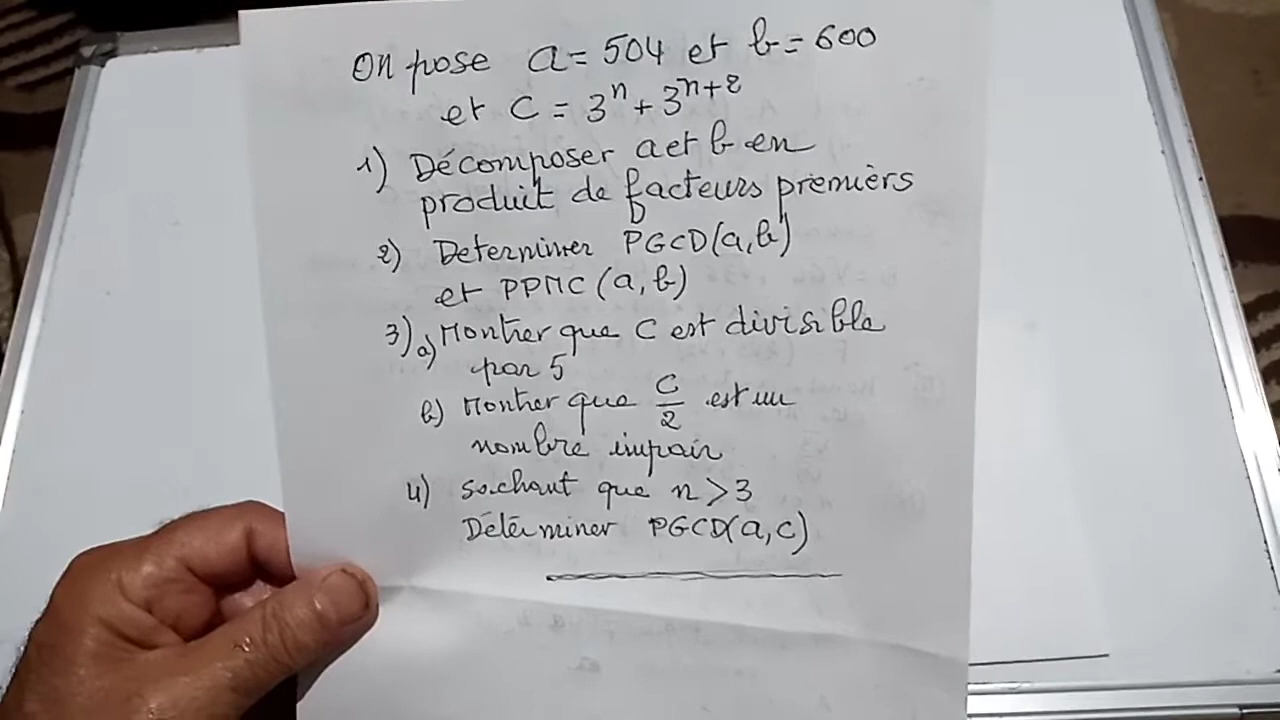 On pose a = 504 et b = 600
et C = 3^n + 3^{n+2}
1) Décomposer a et b en
produit de facteurs premièrs
2) Determiner PGCD(a,b)
et PPMC (a,b)
3) a) Montrer que C est divisible
par 5
b) Montrer que C/2 est un
nombre impair
4) Sachant que n > 3
Déterminer PGCD(a,c)